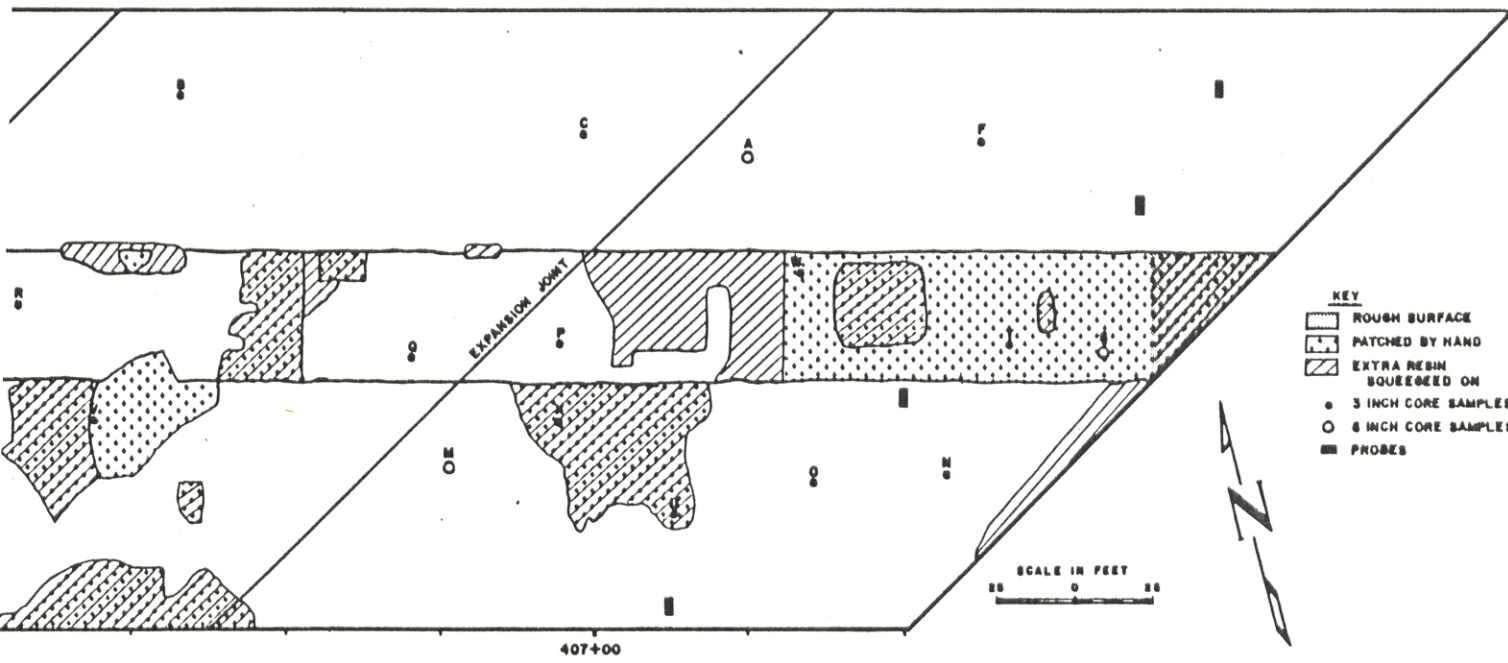 B
C
A
F
EXPANSION JOINT
R
Q
P
T
X
M
U
O
N
KEY
ROUGH SURFACE
PATCHED BY HAND
EXTRA RESIN
SQUEEGEED ON
3 INCH CORE SAMPLES
6 INCH CORE SAMPLES
PROBES
N
SCALE IN FEET
25 0 25
407+00